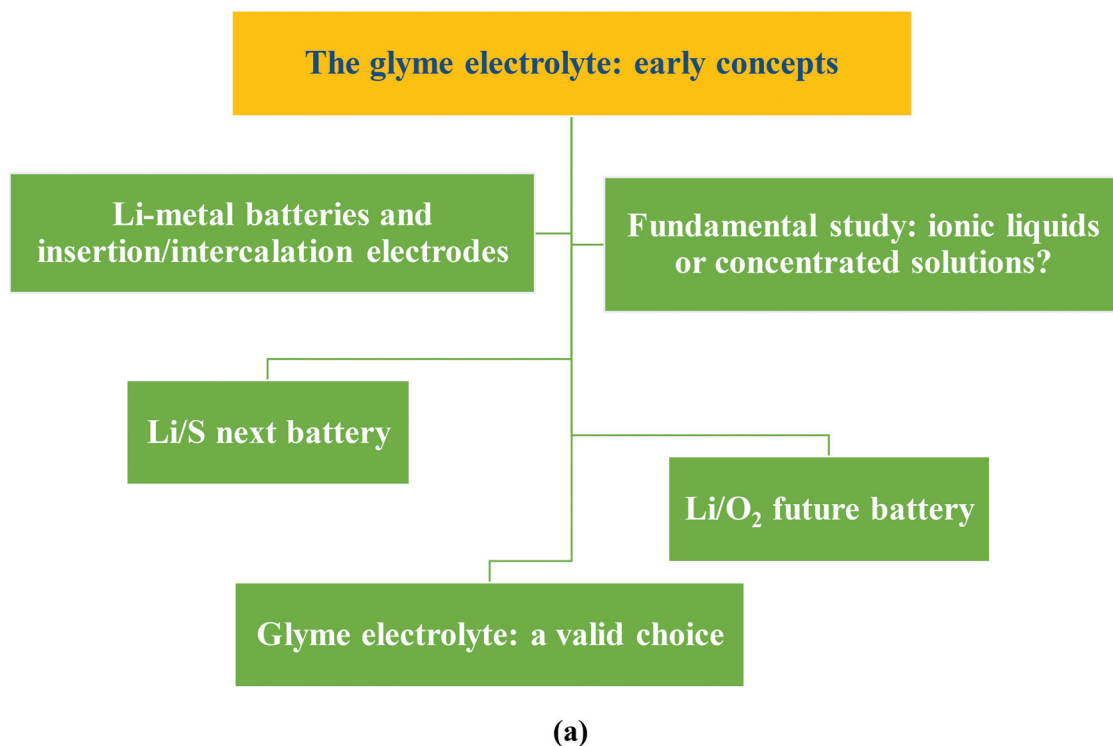 The glyme electrolyte: early concepts
Li-metal batteries and
insertion/intercalation electrodes
Fundamental study: ionic liquids
or concentrated solutions?
Li/S next battery
Li/O₂ future battery
Glyme electrolyte: a valid choice
(a)